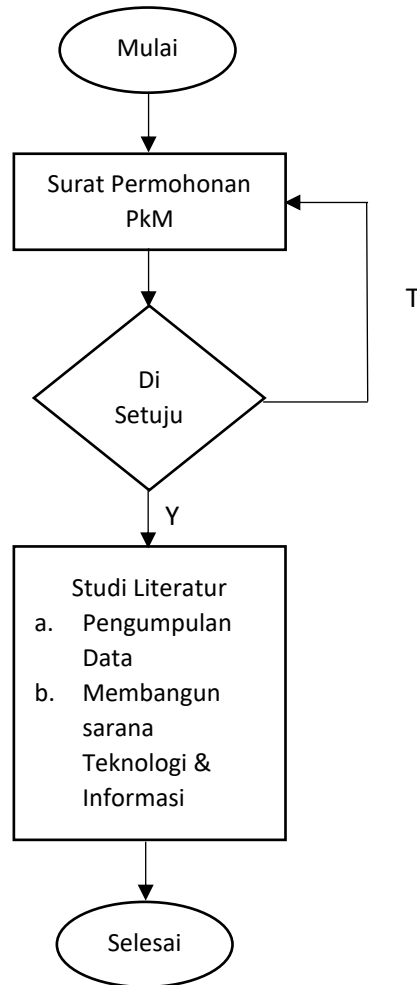 Mulai
Surat Permohonan
PkM
T
Di
Setuju
Y
Studi Literatur
a. Pengumpulan
Data
b. Membangun
sarana
Teknologi &
Informasi
Selesai